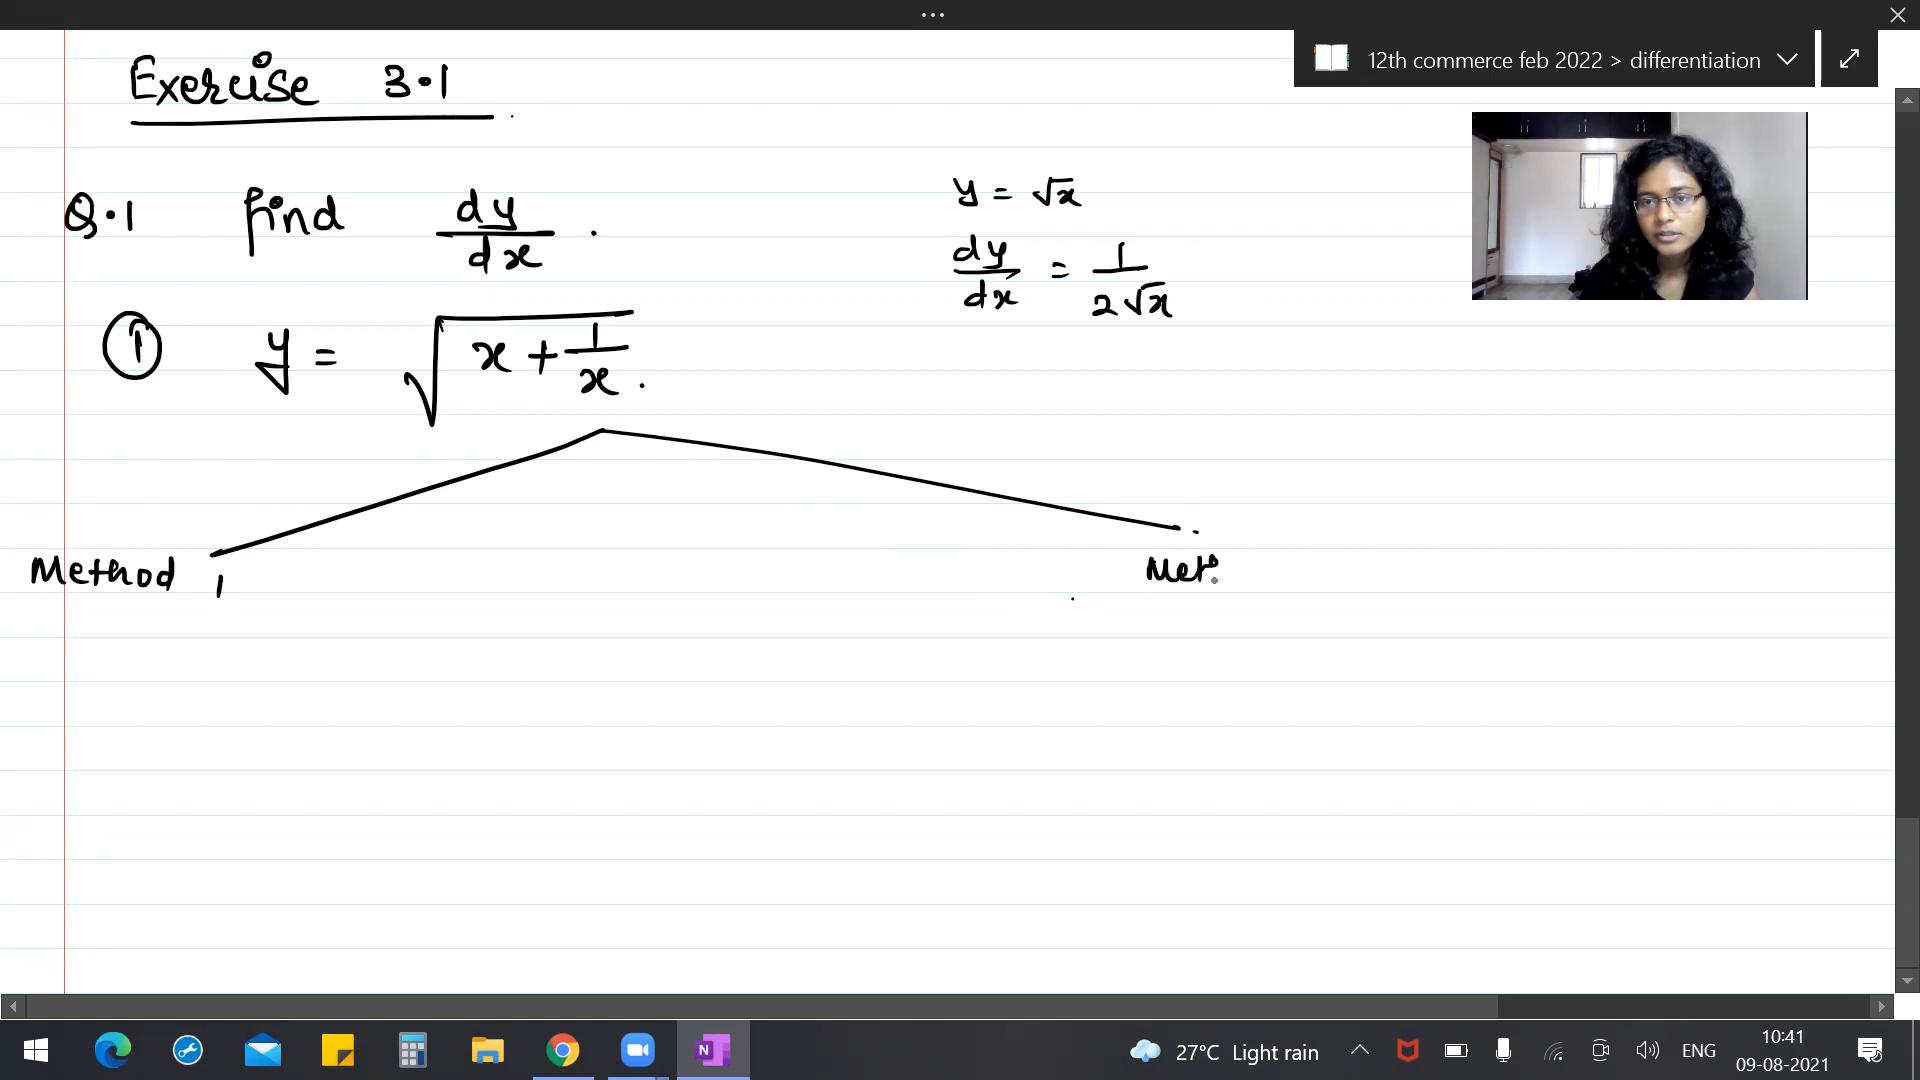 ...
12th commerce feb 2022 > differentiation
Exercise 3.1
Q.1 find dy/dx .
y = √x
dy/dx = 1/(2√x)
① y = √(x + 1/x) .
Method 1
Met
27°C Light rain
ENG
10:41
09-08-2021